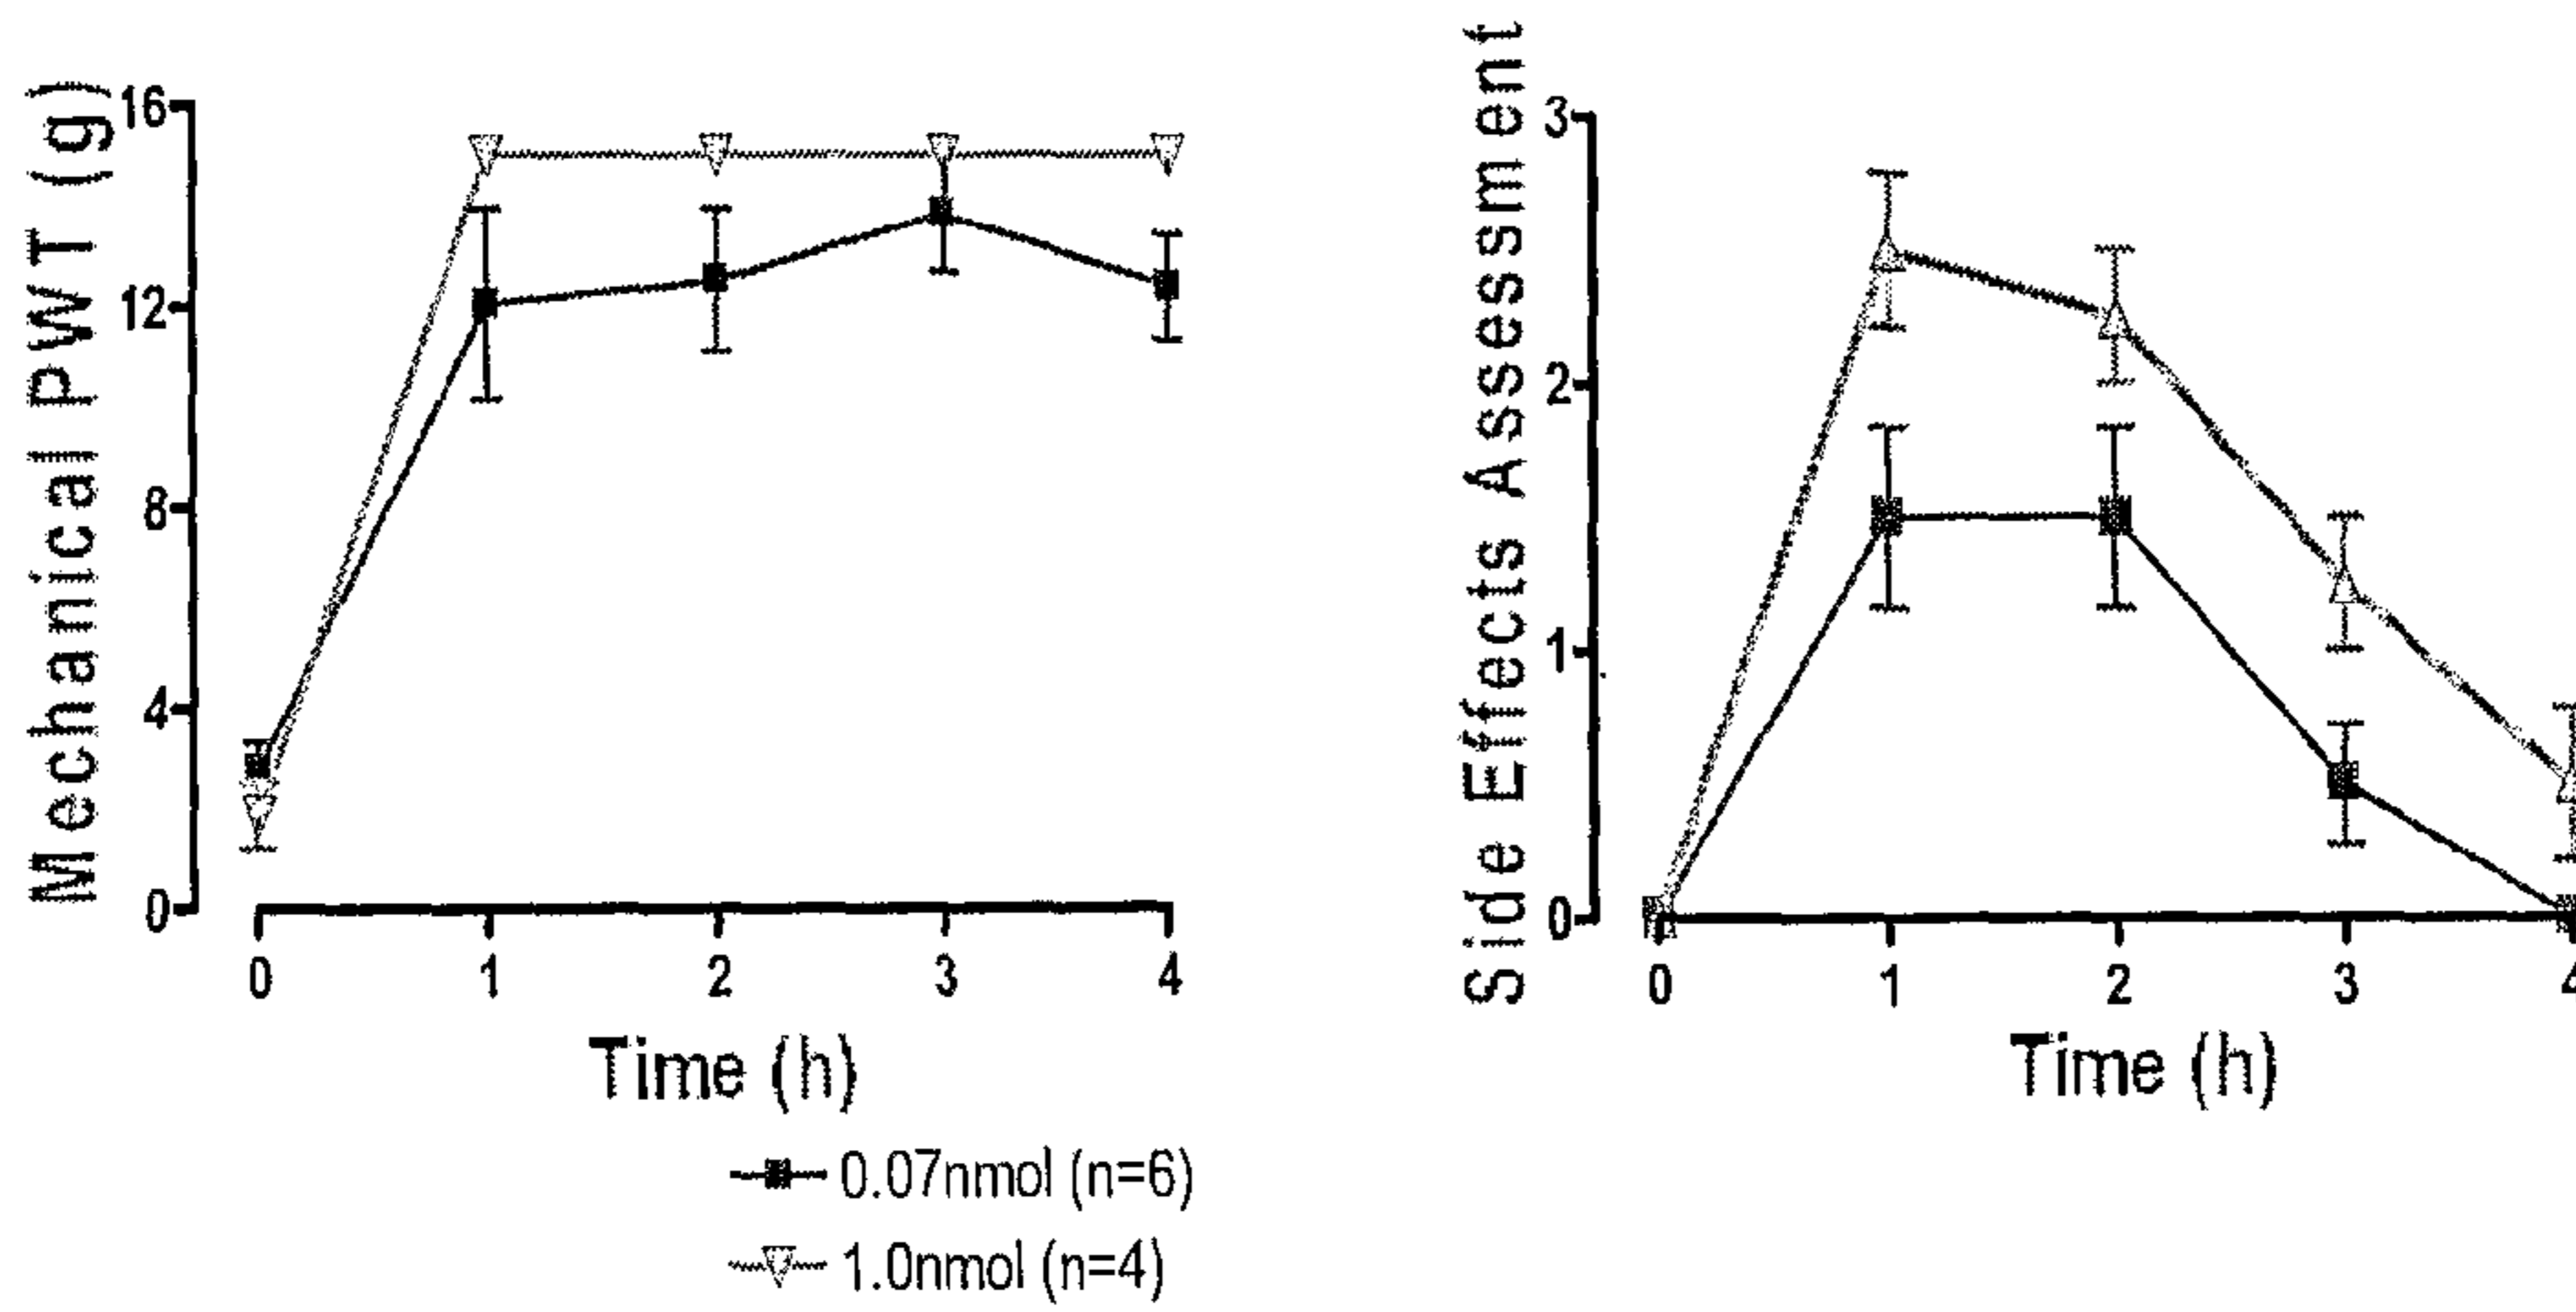 Mechanical PWT (g)
16
12
8
4
0
0 1 2 3 4
Time (h)
0.07nmol (n=6)
1.0nmol (n=4)
Side Effects Assessment
3
2
1
0
0 1 2 3 4
Time (h)